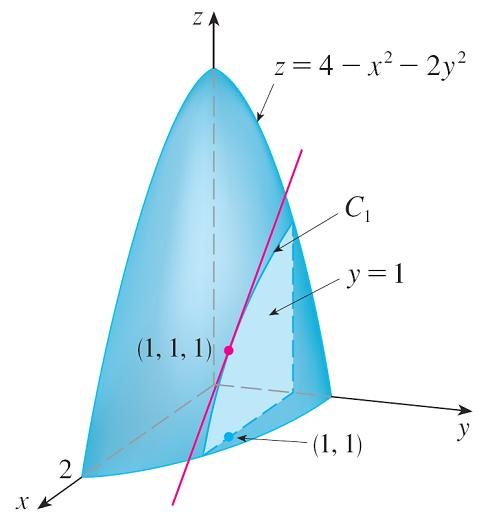 z
z = 4 − x² − 2y²
C₁
y = 1
(1, 1, 1)
y
(1, 1)
2
x